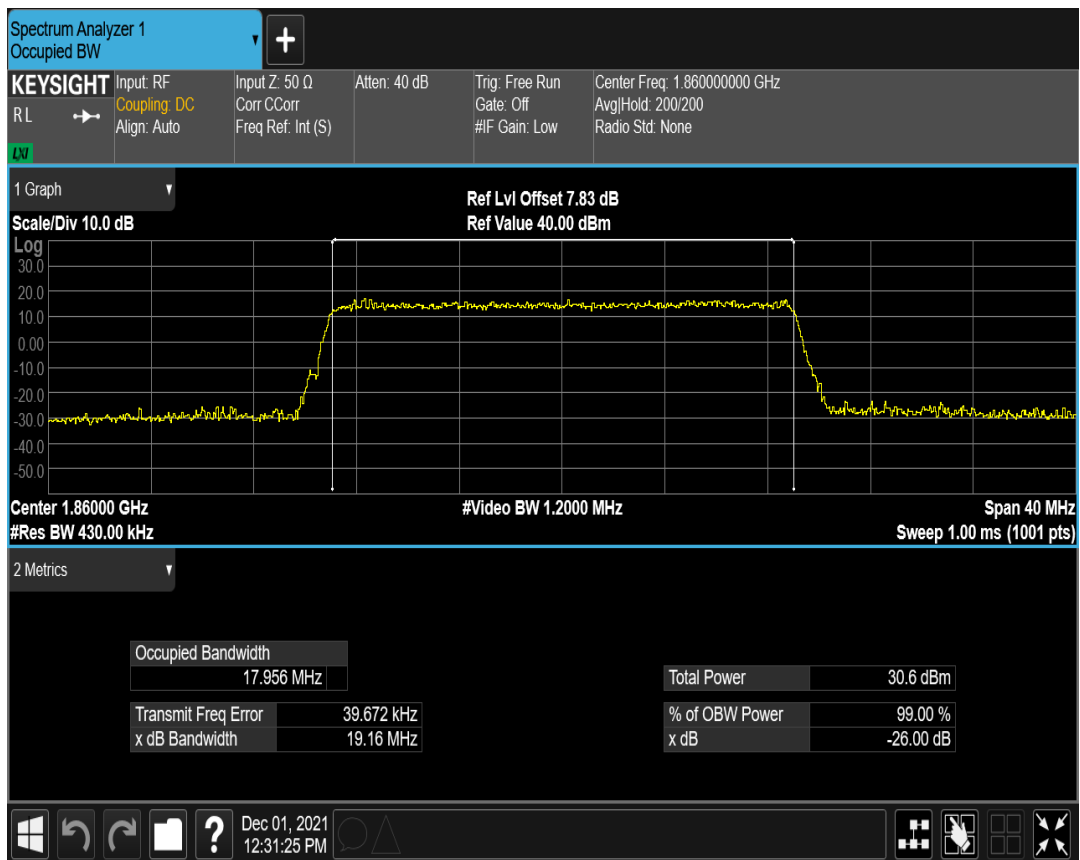 Spectrum Analyzer 1
Occupied BW
+
KEYSIGHT
RL
LXI
Input: RF
Coupling: DC
Align: Auto
Input Z: 50 Ω
Corr CCorr
Freq Ref: Int (S)
Atten: 40 dB
Trig: Free Run
Gate: Off
#IF Gain: Low
Center Freq: 1.860000000 GHz
Avg|Hold: 200/200
Radio Std: None
1 Graph
Ref Lvl Offset 7.83 dB
Scale/Div 10.0 dB
Ref Value 40.00 dBm
Log
30.0
20.0
10.0
0.00
-10.0
-20.0
-30.0
-40.0
-50.0
Center 1.86000 GHz
#Video BW 1.2000 MHz
Span 40 MHz
#Res BW 430.00 kHz
Sweep 1.00 ms (1001 pts)
2 Metrics
Occupied Bandwidth
17.956 MHz
Total Power 30.6 dBm
Transmit Freq Error 39.672 kHz
% of OBW Power 99.00 %
x dB Bandwidth 19.16 MHz
x dB -26.00 dB
?
Dec 01, 2021
12:31:25 PM